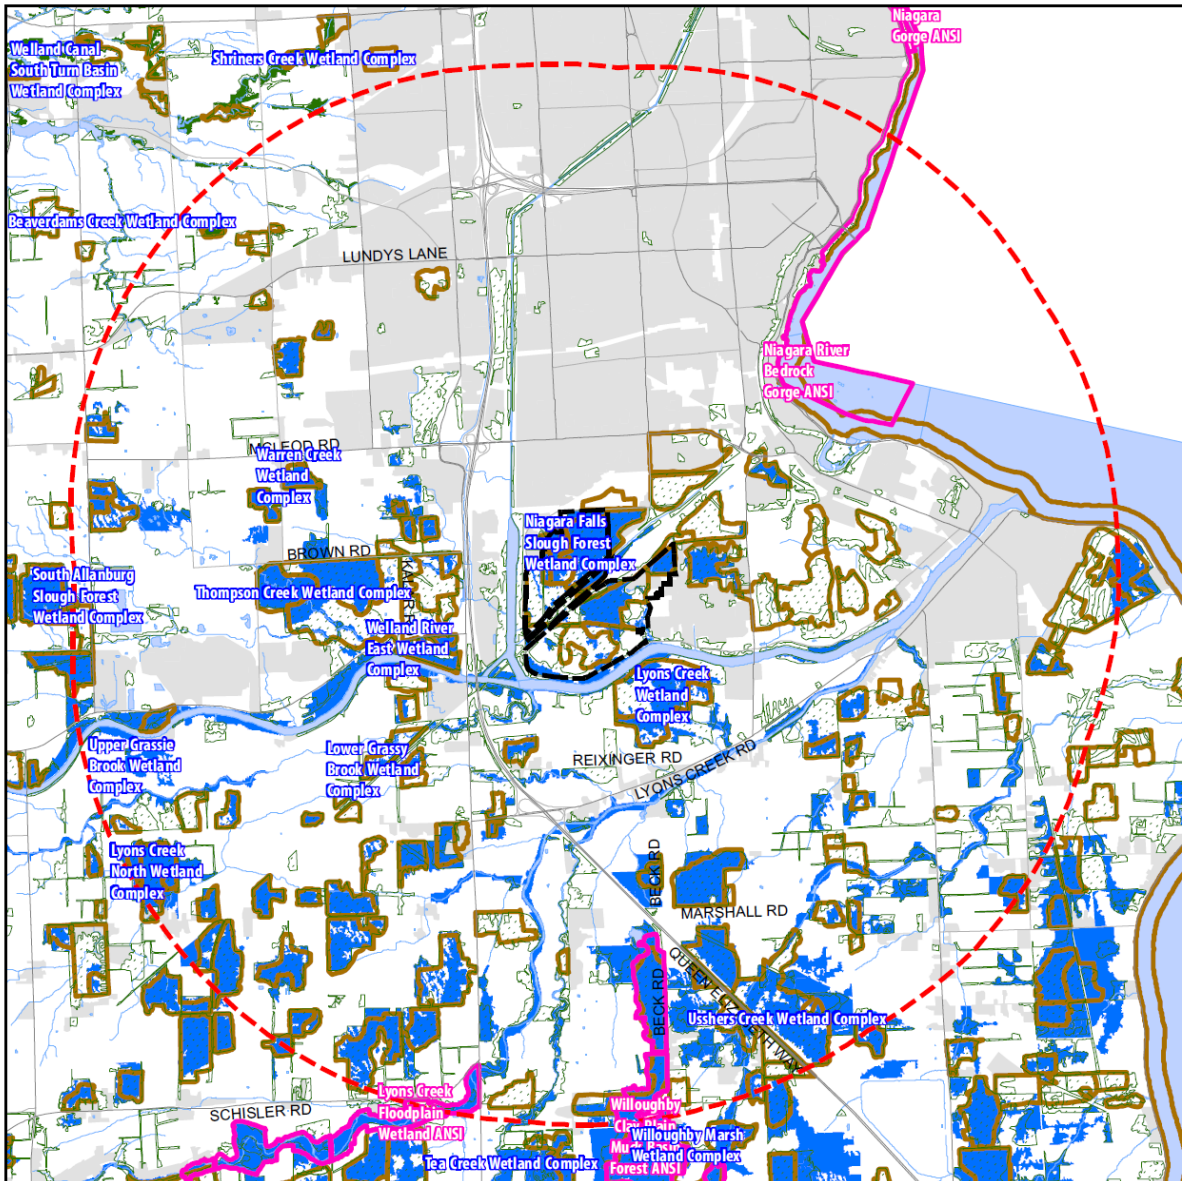 Niagara
Gorge ANSI
Welland Canal
South Turn Basin
Wetland Complex
Shriners Creek Wetland Complex
Beaverdams Creek Wetland Complex
LUNDYS LANE
Niagara River
Bedrock
Gorge ANSI
MCLEOD RD
Warren Creek
Wetland
Complex
Niagara Falls
Slough Forest
Wetland Complex
BROWN RD
South Allanburg
Slough Forest
Wetland Complex
Thompson Creek Wetland Complex
Welland River
East Wetland
Complex
Lyons Creek
Wetland
Complex
Upper Grassie
Brook Wetland
Complex
Lower Grassy
Brook Wetland
Complex
REIXINGER RD
LYONS CREEK RD
Lyons Creek
North Wetland
Complex
BECK RD
MARSHALL RD
QUEEN ELIZABETH WAY
BECK RD
Usshers Creek Wetland Complex
SCHISLER RD
Lyons Creek
Floodplain
Wetland ANSI
Willoughby
Clay Plain
Willoughby Marsh
Wetland Complex
Forest ANSI
Tea Creek Wetland Complex